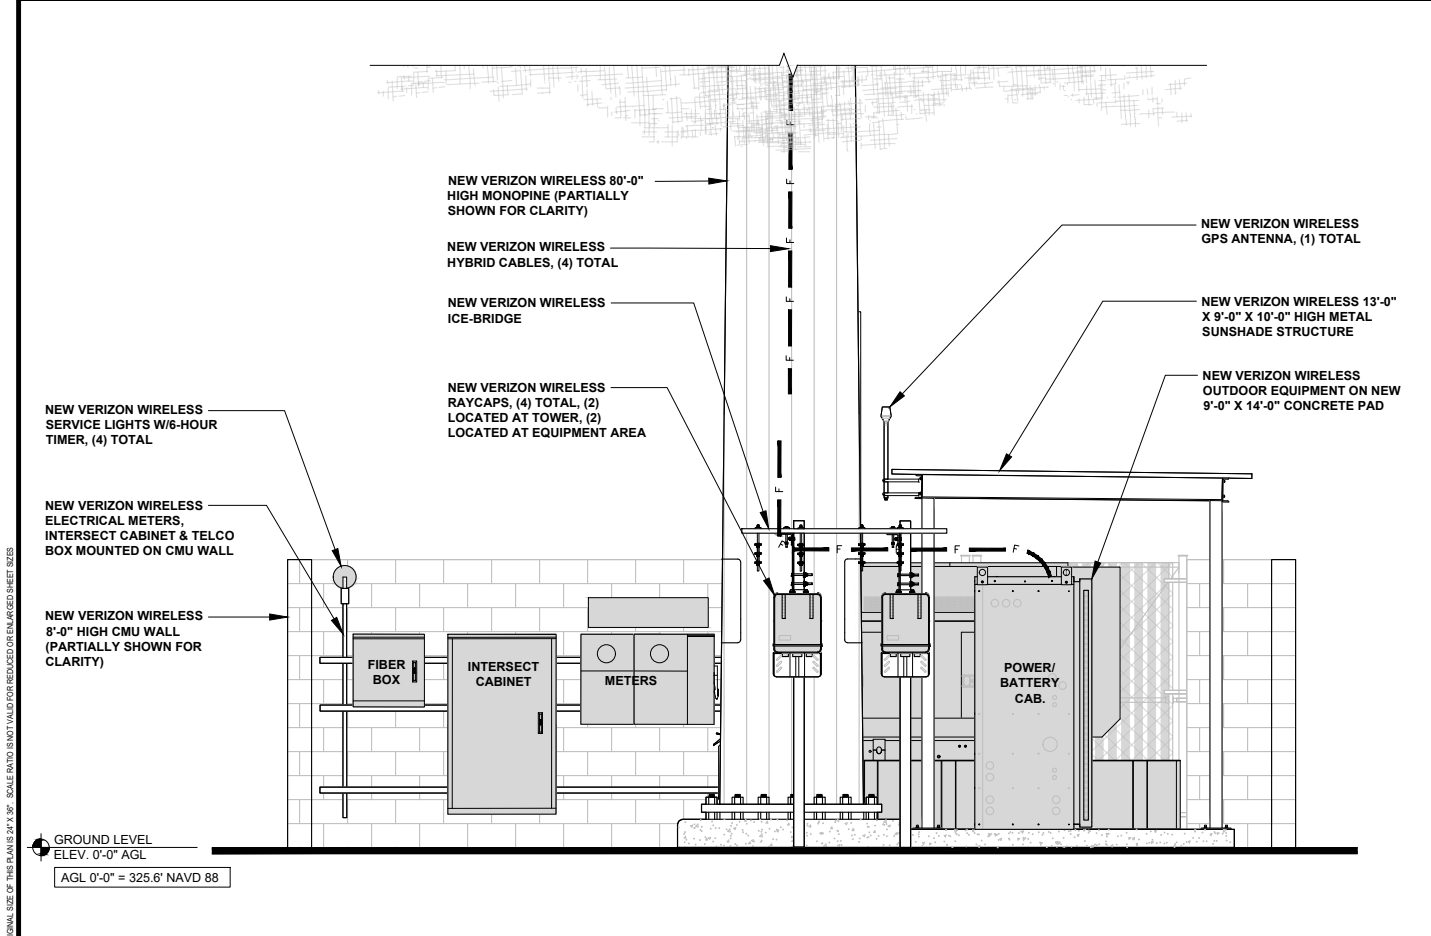 NEW VERIZON WIRELESS 80'-0"
HIGH MONOPINE (PARTIALLY
SHOWN FOR CLARITY)
NEW VERIZON WIRELESS
HYBRID CABLES, (4) TOTAL
NEW VERIZON WIRELESS
ICE-BRIDGE
NEW VERIZON WIRELESS
RAYCAPS, (4) TOTAL, (2)
LOCATED AT TOWER, (2)
LOCATED AT EQUIPMENT AREA
NEW VERIZON WIRELESS
GPS ANTENNA, (1) TOTAL
NEW VERIZON WIRELESS 13'-0"
X 9'-0" X 10'-0" HIGH METAL
SUNSHADE STRUCTURE
NEW VERIZON WIRELESS
OUTDOOR EQUIPMENT ON NEW
9'-0" X 14'-0" CONCRETE PAD
NEW VERIZON WIRELESS
SERVICE LIGHTS W/6-HOUR
TIMER, (4) TOTAL
NEW VERIZON WIRELESS
ELECTRICAL METERS,
INTERSECT CABINET & TELCO
BOX MOUNTED ON CMU WALL
NEW VERIZON WIRELESS
8'-0" HIGH CMU WALL
(PARTIALLY SHOWN FOR
CLARITY)
F
F
F
F
F
F
F
F
F
F
FIBER
BOX
INTERSECT
CABINET
METERS
POWER/
BATTERY
CAB.
GROUND LEVEL
ELEV. 0'-0" AGL
AGL 0'-0" = 325.6' NAVD 88
SIZE OF THIS PLAN IS 24" X 36". SCALE RATIO IS NOT VALID FOR REDUCED OR ENLARGED SHEET SIZES